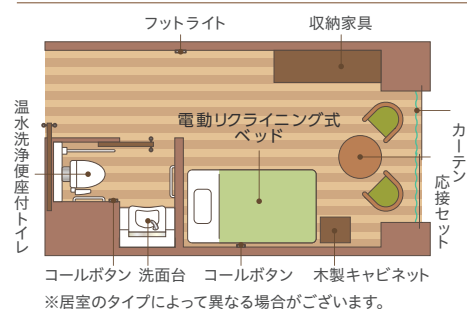 フットライト
収納家具
温水洗浄便座付トイレ
電動リクライニング式
ベッド
カーテン
応接セット
コールボタン
洗面台
コールボタン
木製キャビネット
※居室のタイプによって異なる場合がございます。